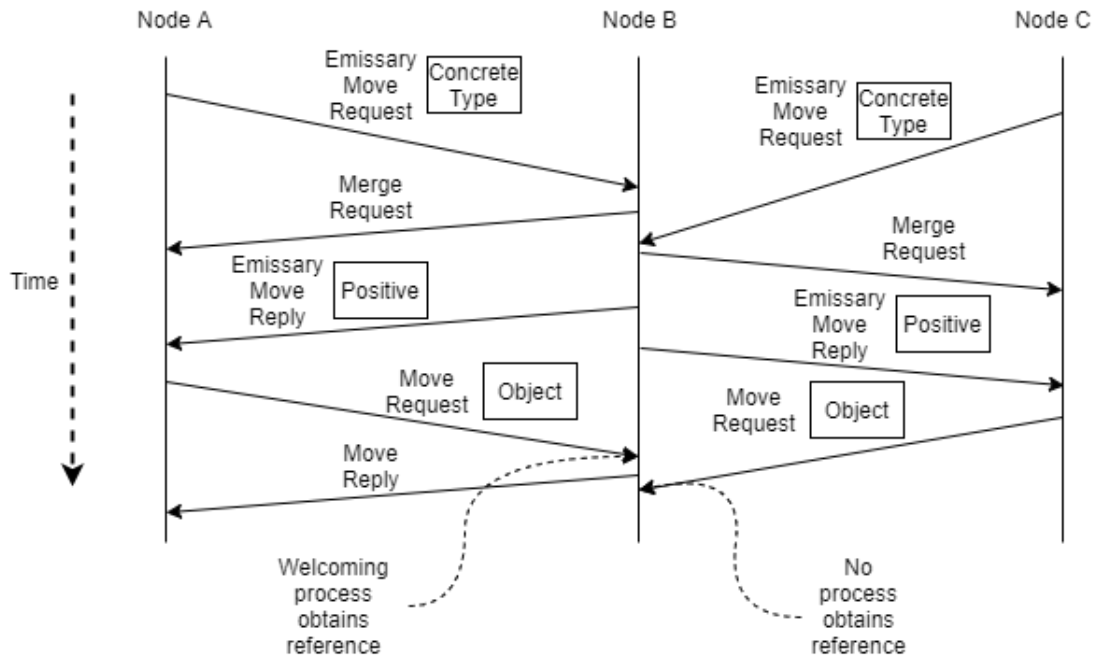 Node A
Node B
Node C
Emissary
Move
Request
Concrete
Type
Emissary
Move
Request
Concrete
Type
Merge
Request
Merge
Request
Time
Emissary
Move
Reply
Positive
Emissary
Move
Reply
Positive
Move
Request
Object
Move
Request
Object
Move
Reply
Welcoming
process
obtains
reference
No
process
obtains
reference